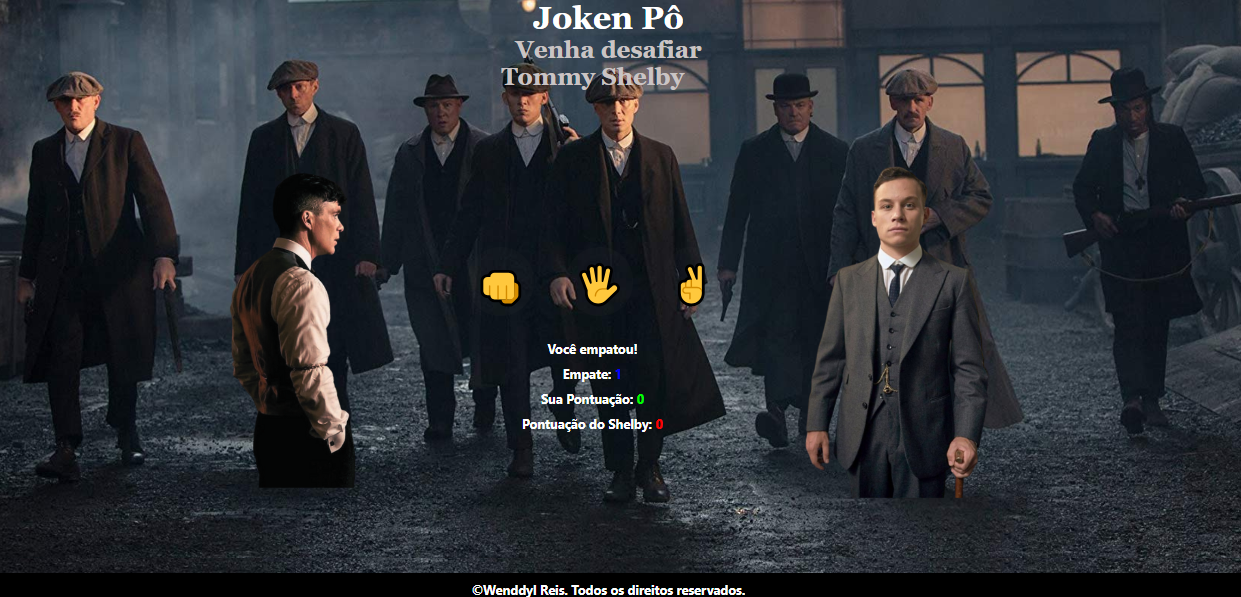 Joken Pô
Venha desafiar
Tommy Shelby
Você empatou!
Empate: 1
Sua Pontuação: 0
Pontuação do Shelby: 0
©Wenddyl Reis. Todos os direitos reservados.